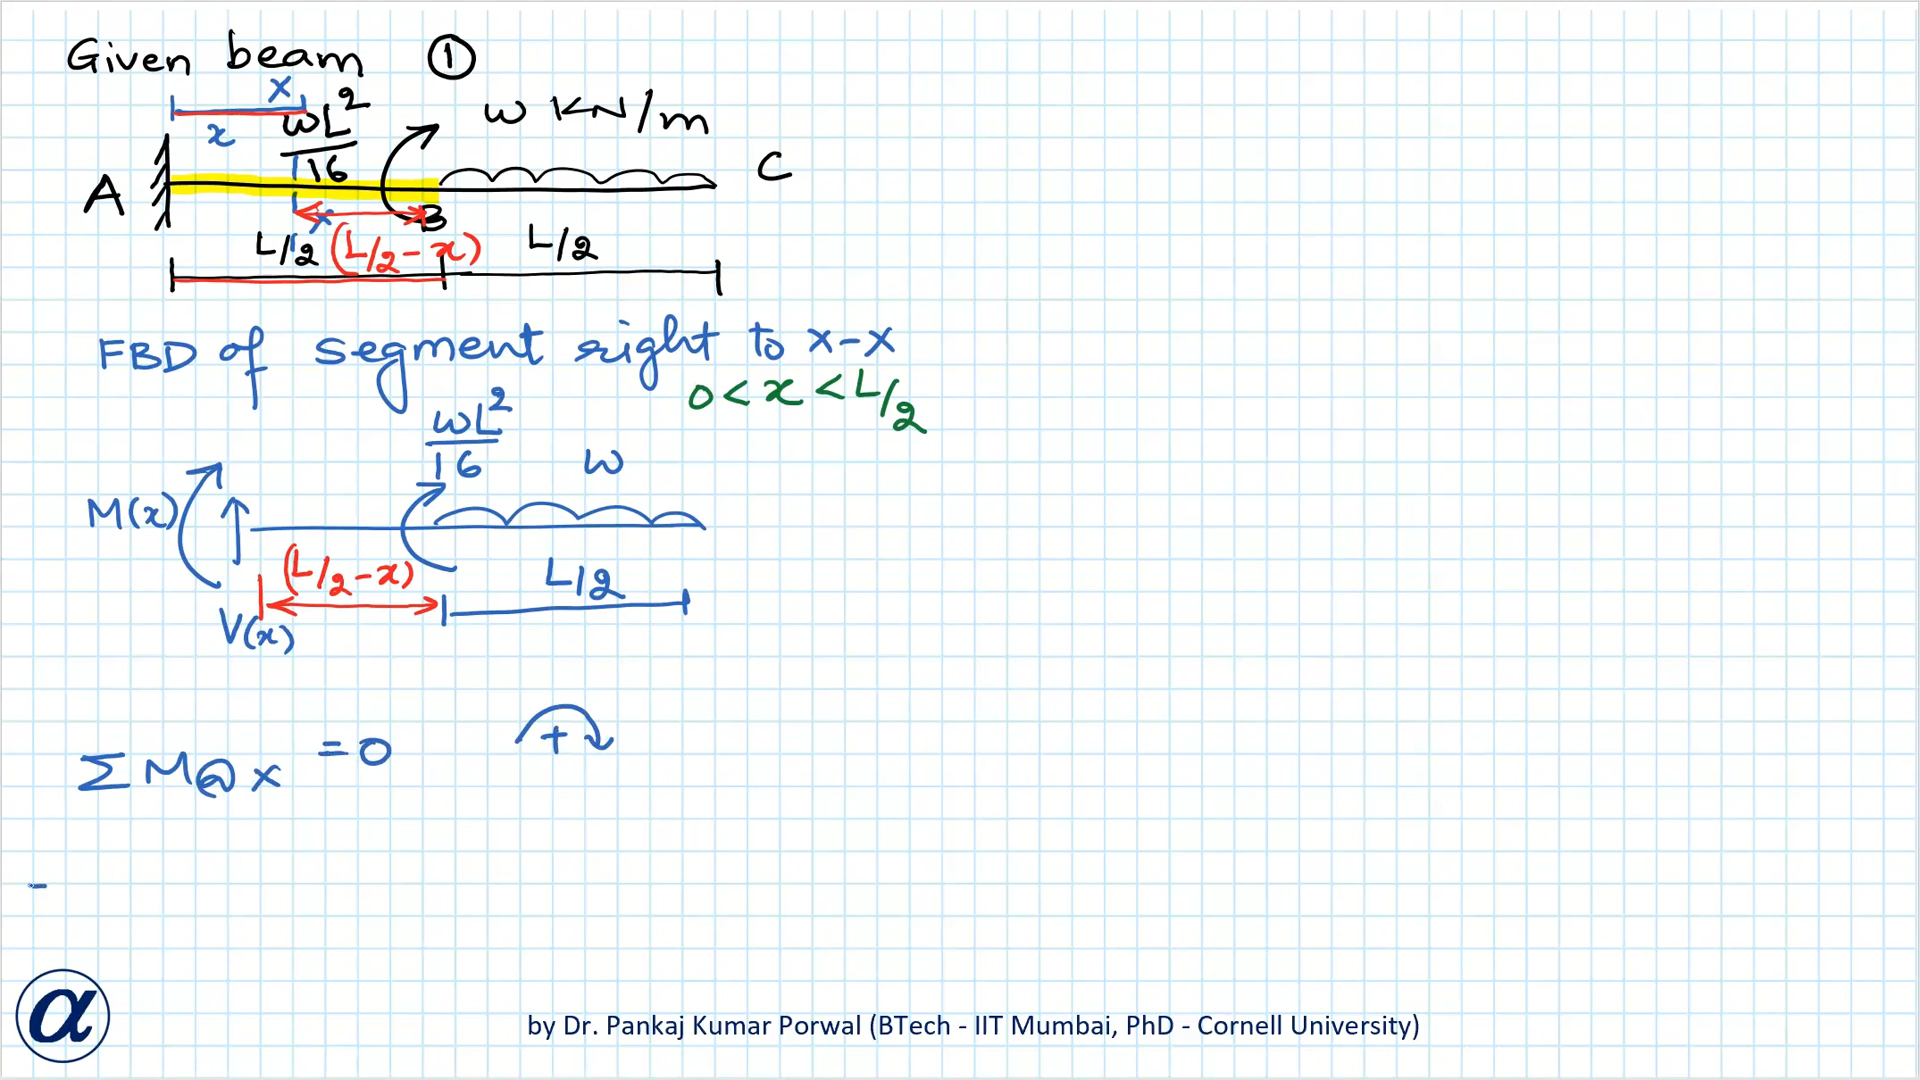 Given beam ①
x
x
wL²/16
w KN/m
A
B
C
x
L/2 (L/2 - x) L/2
FBD of segment right to x-x
0 < x < L/2
wL²/16 w
M(x)
(L/2 - x) L/2
V(x)
ΣM@x = 0 +
α
by Dr. Pankaj Kumar Porwal (BTech - IIT Mumbai, PhD - Cornell University)